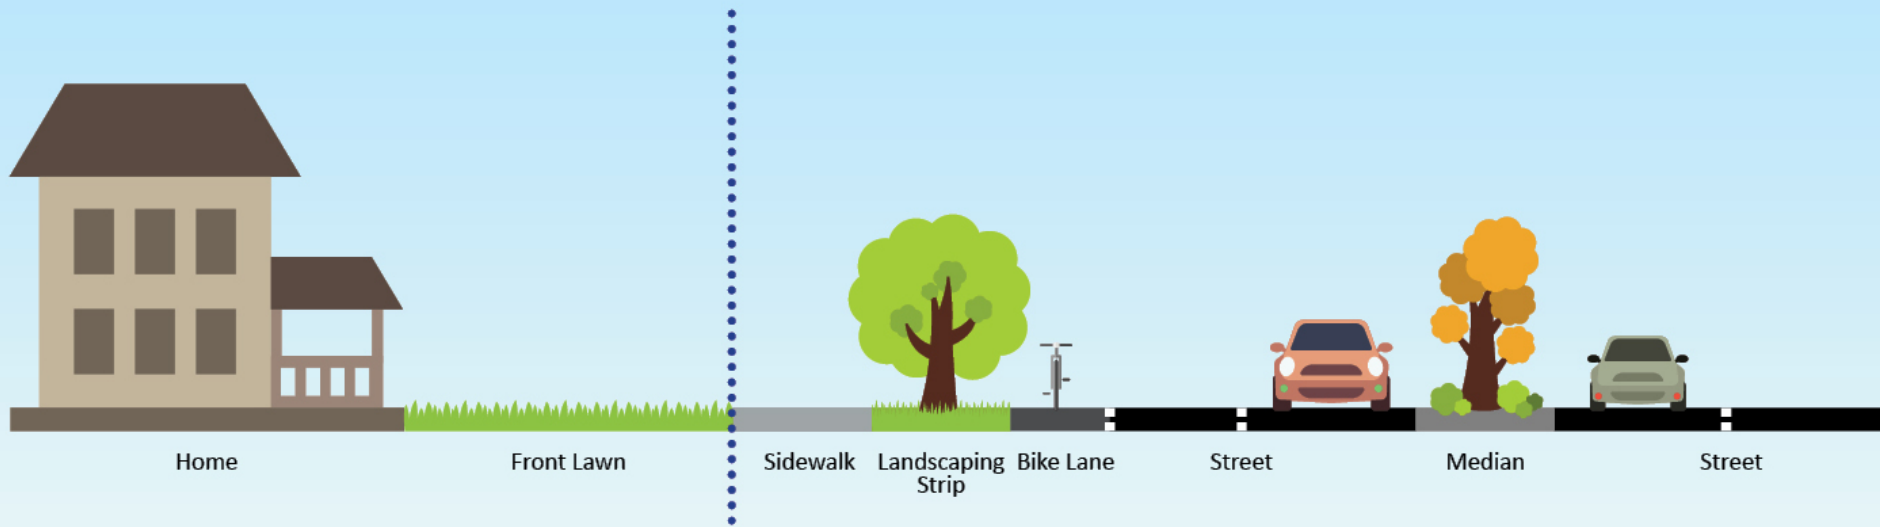 Home
Front Lawn
Sidewalk
Landscaping
Strip
Bike Lane
Street
Median
Street